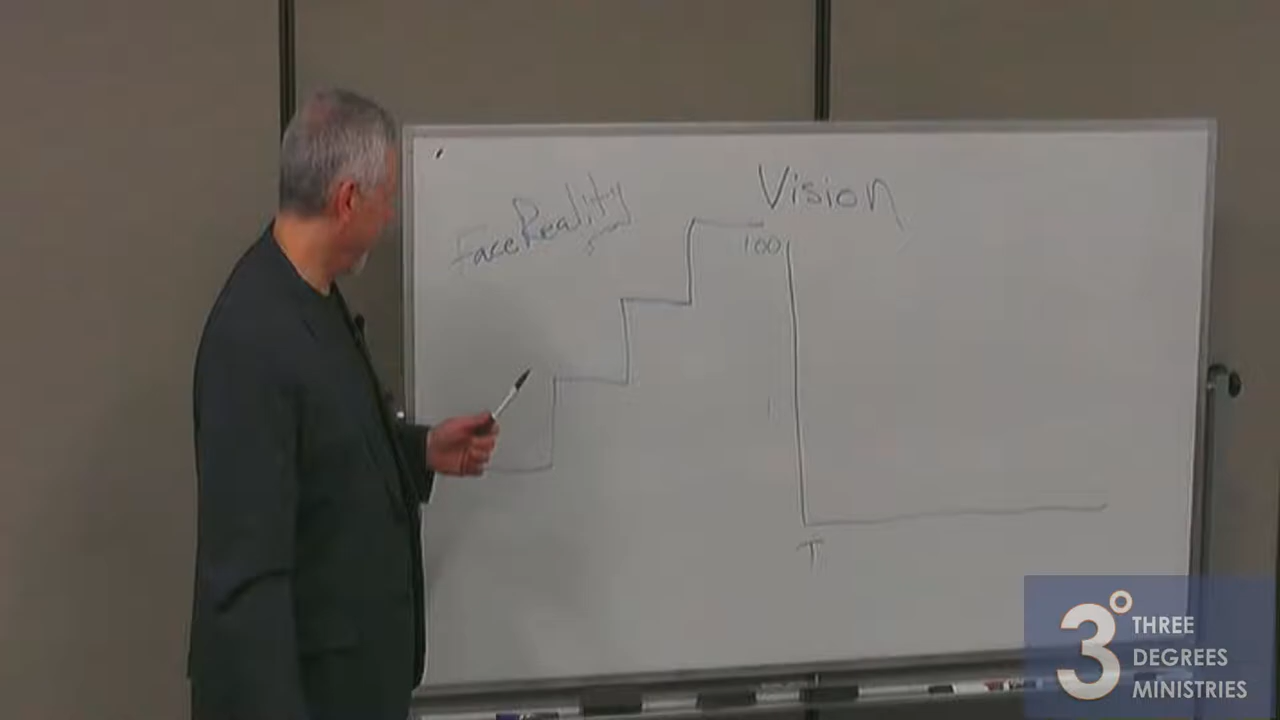 Vision
Face Reality
100
T
3°
THREE
DEGREES
MINISTRIES